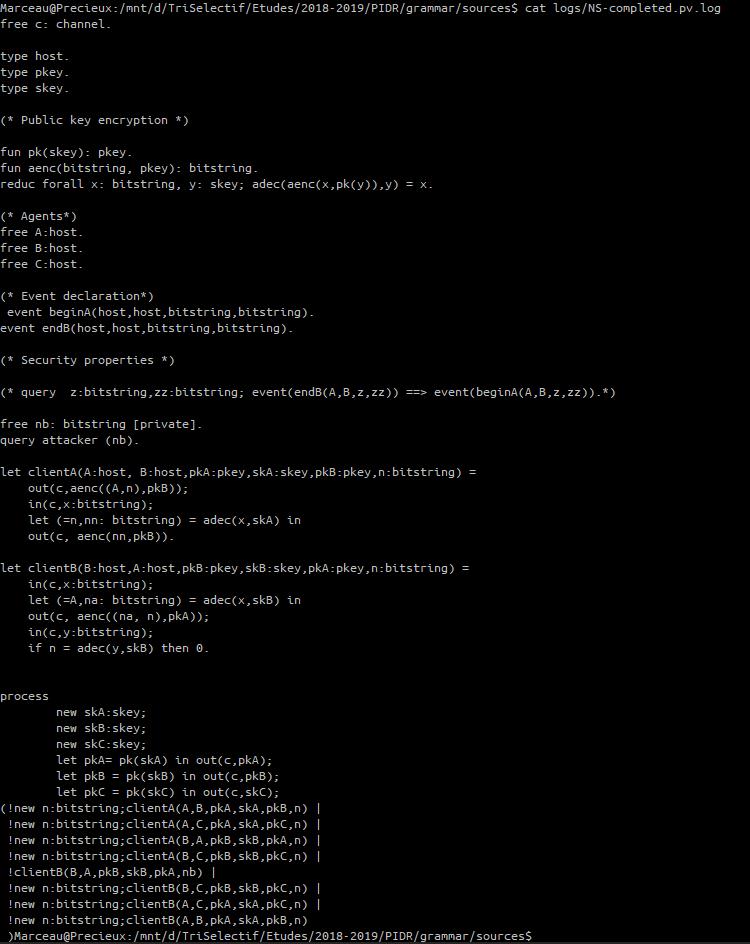 Marceau@Precieux:/mnt/d/TriSelectif/Etudes/2018-2019/PIDR/grammar/sources$ cat logs/NS-completed.pv.log
free c: channel.

type host.
type pkey.
type skey.

(* Public key encryption *)

fun pk(skey): pkey.
fun aenc(bitstring, pkey): bitstring.
reduc forall x: bitstring, y: skey; adec(aenc(x,pk(y)),y) = x.

(* Agents*)
free A:host.
free B:host.
free C:host.

(* Event declaration*)
 event beginA(host,host,bitstring,bitstring).
event endB(host,host,bitstring,bitstring).

(* Security properties *)

(* query  z:bitstring,zz:bitstring; event(endB(A,B,z,zz)) ==> event(beginA(A,B,z,zz)).*)

free nb: bitstring [private].
query attacker (nb).

let clientA(A:host, B:host,pkA:pkey,skA:skey,pkB:pkey,n:bitstring) =
    out(c,aenc((A,n),pkB));
    in(c,x:bitstring);
    let (=n,nn: bitstring) = adec(x,skA) in
    out(c, aenc(nn,pkB)).

let clientB(B:host,A:host,pkB:pkey,skB:skey,pkA:pkey,n:bitstring) =
    in(c,x:bitstring);
    let (=A,na: bitstring) = adec(x,skB) in
    out(c, aenc((na, n),pkA));
    in(c,y:bitstring);
    if n = adec(y,skB) then 0.


process
        new skA:skey;
        new skB:skey;
        new skC:skey;
        let pkA= pk(skA) in out(c,pkA);
        let pkB = pk(skB) in out(c,pkB);
        let pkC = pk(skC) in out(c,skC);
(!new n:bitstring;clientA(A,B,pkA,skA,pkB,n) |
 !new n:bitstring;clientA(A,C,pkA,skA,pkC,n) |
 !new n:bitstring;clientA(B,A,pkB,skB,pkA,n) |
 !new n:bitstring;clientA(B,C,pkB,skB,pkC,n) |
 !clientB(B,A,pkB,skB,pkA,nb) |
 !new n:bitstring;clientB(B,C,pkB,skB,pkC,n) |
 !new n:bitstring;clientB(A,C,pkA,skA,pkC,n) |
 !new n:bitstring;clientB(A,B,pkA,skA,pkB,n)
 )Marceau@Precieux:/mnt/d/TriSelectif/Etudes/2018-2019/PIDR/grammar/sources$